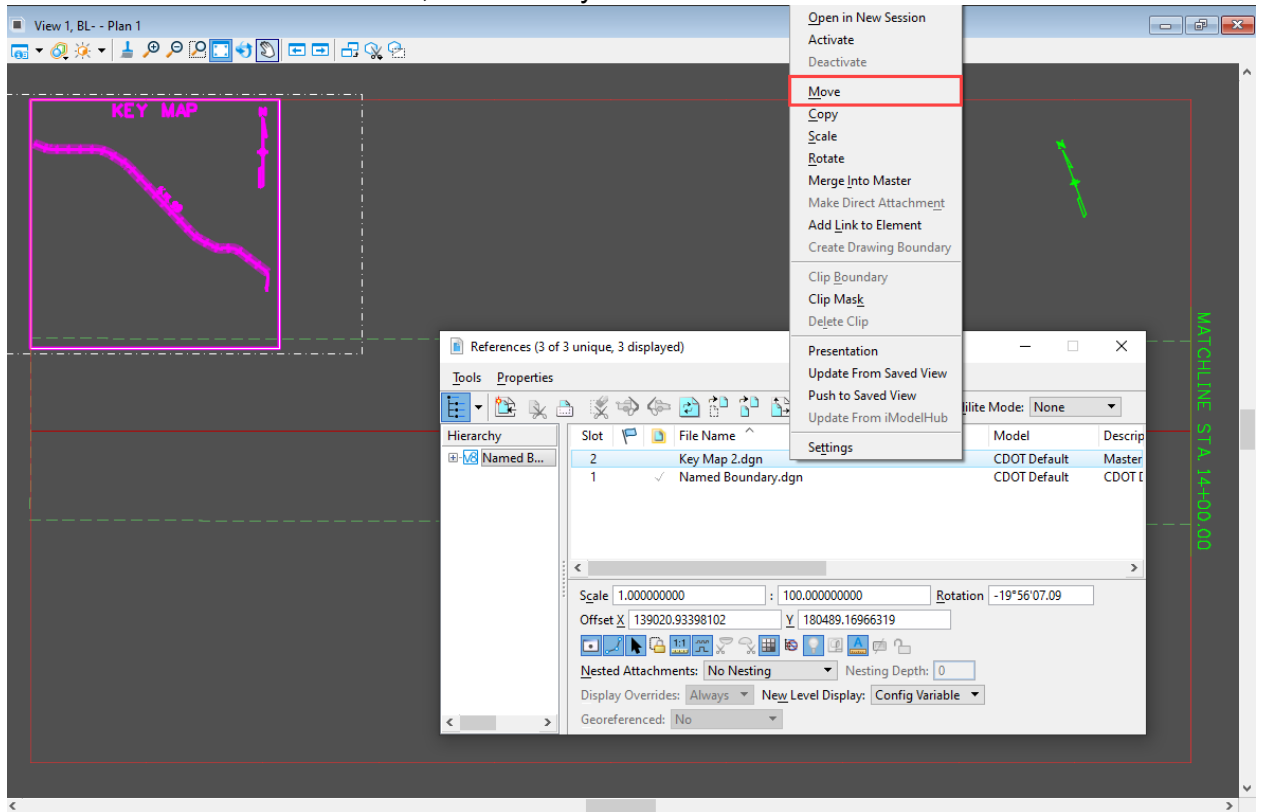 View 1, BL- - Plan 1
Open in New Session
Activate
Deactivate
Move
Copy
Scale
Rotate
Merge Into Master
Make Direct Attachment
Add Link to Element
Create Drawing Boundary
Clip Boundary
Clip Mask
Delete Clip
Presentation
Update From Saved View
Push to Saved View
Update From iModelHub
Settings
KEY MAP
MATCHLINE STA. 14+00.00
References (3 of 3 unique, 3 displayed)
Tools Properties
ilite Mode: None
Hierarchy Slot File Name Model Descrip
Named B... 2 Key Map 2.dgn CDOT Default Master
1 Named Boundary.dgn CDOT Default
Scale 1.000000000 : 100.000000000 Rotation -19°56'07.09
Offset X 139020.93398102 Y 180489.16966319
1:1
Nested Attachments: No Nesting Nesting Depth: 0
Display Overrides: Always New Level Display: Config Variable
Georeferenced: No